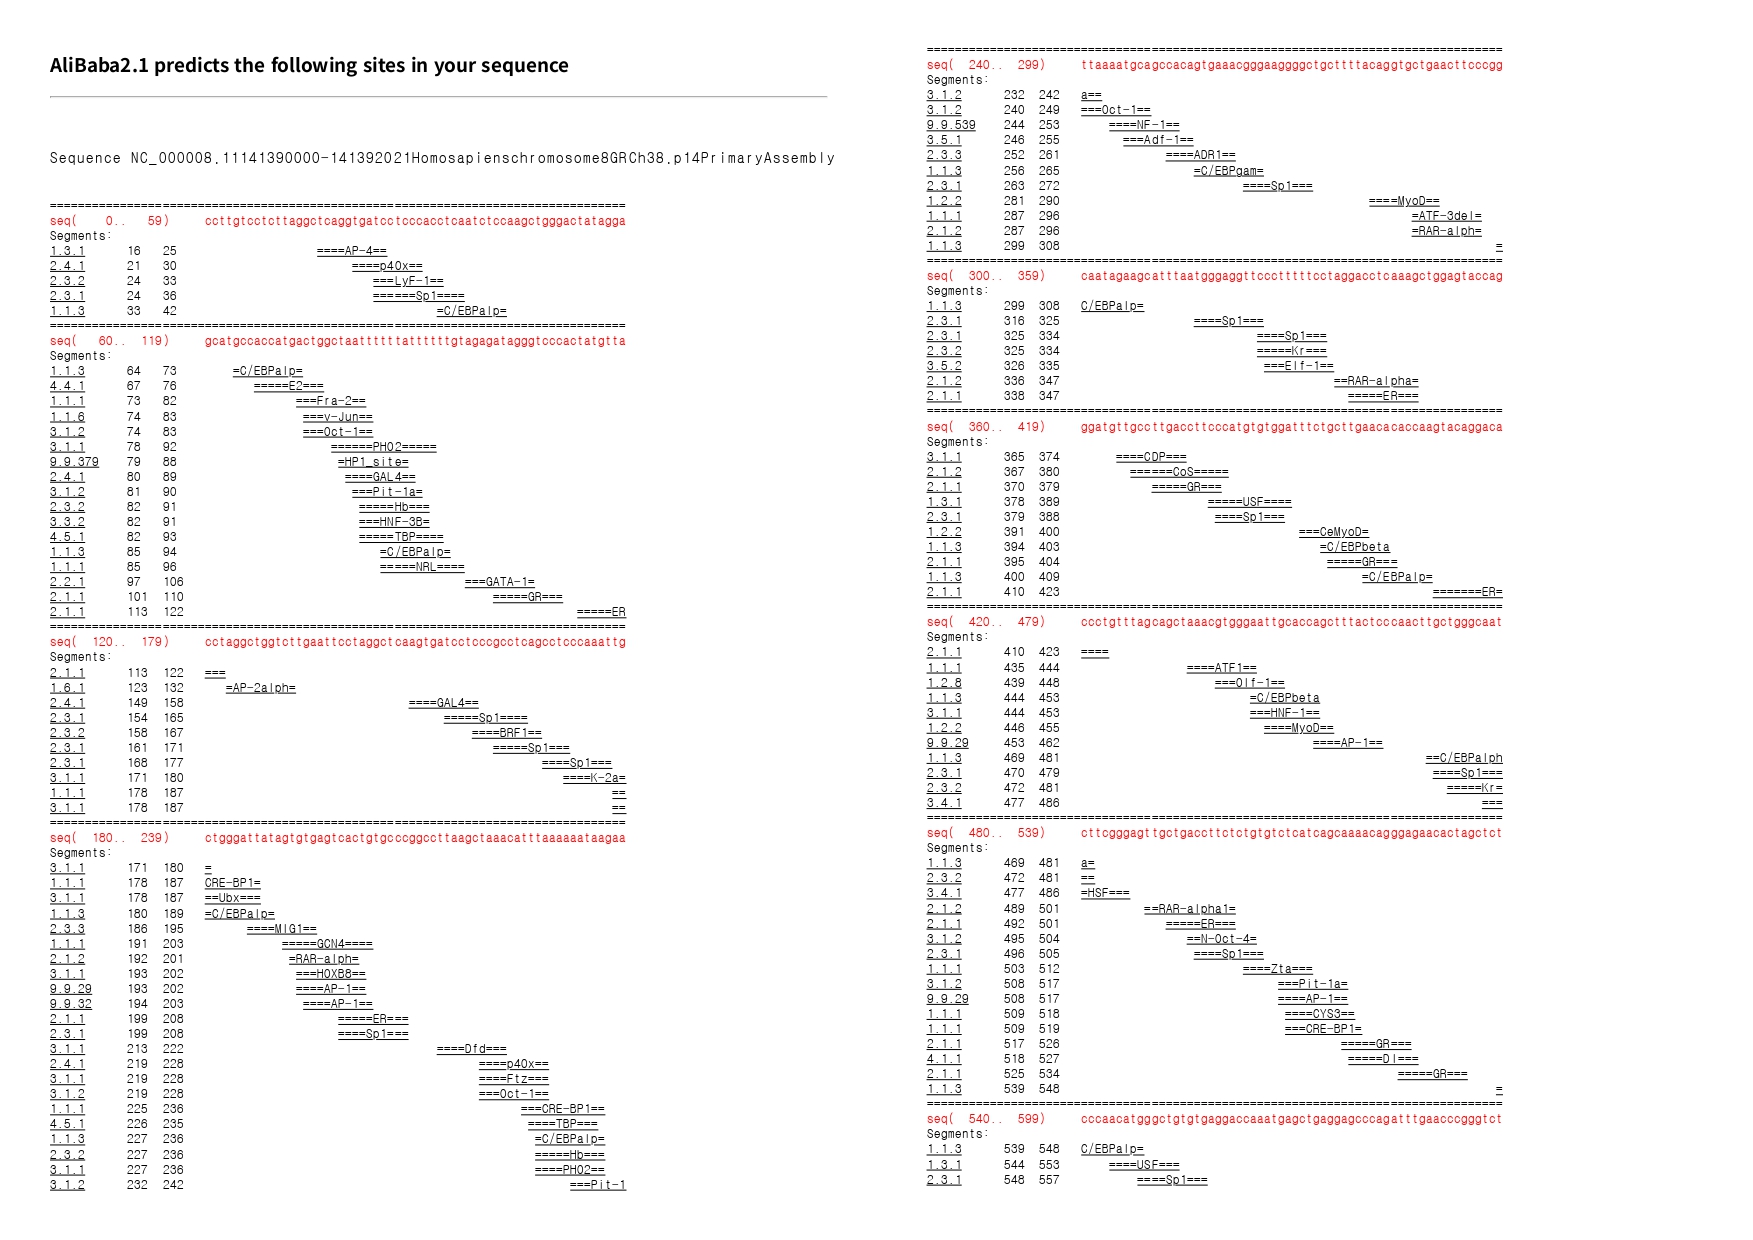 AliBaba2.1 predicts the following sites in your sequence
Sequence NC_000008.11141390000-141392021Homosapienschromosome8GRCh38.p14PrimaryAssembly
==================================================================================
seq(   0..   59)     ccttgtcctcttaggctcaggtgatcctcccacctcaatctccaagctgggactatagga
Segments:
1.3.1 16 25 ====AP-4==
2.4.1 21 30 ====p40x==
2.3.2 24 33 ===LyF-1==
2.3.1 24 36 ======Sp1====
1.1.3 33 42 =C/EBPalp=
==================================================================================
seq(  60..  119)     gcatgccaccatgactggctaattttttattttttgtagagatagggtcccactatgtta
Segments:
1.1.3 64 73 =C/EBPalp=
4.4.1 67 76 =====E2===
1.1.1 73 82 ===Fra-2==
1.1.6 74 83 ===v-Jun==
3.1.2 74 83 ===Oct-1==
3.1.1 78 92 ======PHO2=====
9.9.379 79 88 =HP1_site=
2.4.1 80 89 ====GAL4==
3.1.2 81 90 ===Pit-1a=
2.3.2 82 91 =====Hb===
3.3.2 82 91 ===HNF-3B=
4.5.1 82 93 =====TBP====
1.1.3 85 94 =C/EBPalp=
1.1.1 85 96 =====NRL====
2.2.1 97 106 ===GATA-1=
2.1.1 101 110 =====GR===
2.1.1 113 122 =====ER
==================================================================================
seq( 120..  179)     cctaggctggtcttgaattcctaggctcaagtgatcctcccgcctcagcctcccaaattg
Segments:
2.1.1 113 122 ===
1.6.1 123 132 =AP-2alph=
2.4.1 149 158 ====GAL4==
2.3.1 154 165 =====Sp1====
2.3.2 158 167 ====BRF1==
2.3.1 161 171 =====Sp1===
2.3.1 168 177 ====Sp1===
3.1.1 171 180 ====K-2a=
1.1.1 178 187 ==
3.1.1 178 187 ==
==================================================================================
seq( 180..  239)     ctgggattatagtgtgagtcactgtgcccggccttaagctaaacatttaaaaaataagaa
Segments:
3.1.1 171 180 =
1.1.1 178 187 CRE-BP1=
3.1.1 178 187 ==Ubx===
1.1.3 180 189 =C/EBPalp=
2.3.3 186 195 ====MIG1==
1.1.1 191 203 =====GCN4====
2.1.2 192 201 =RAR-alph=
3.1.1 193 202 ===HOXB8==
9.9.29 193 202 ====AP-1==
9.9.32 194 203 ====AP-1==
2.1.1 199 208 =====ER===
2.3.1 199 208 ====Sp1===
3.1.1 213 222 ====Dfd===
2.4.1 219 228 ====p40x==
3.1.1 219 228 ====Ftz===
3.1.2 219 228 ===Oct-1==
1.1.1 225 236 ===CRE-BP1==
4.5.1 226 235 ====TBP===
1.1.3 227 236 =C/EBPalp=
2.3.2 227 236 =====Hb===
3.1.1 227 236 ====PHO2==
3.1.2 232 242 ===Pit-1
==================================================================================
seq( 240..  299)     ttaaaatgcagccacagtgaaacgggaaggggctgcttttacaggtgctgaacttcccgg
Segments:
3.1.2 232 242 a==
3.1.2 240 249 ===Oct-1==
9.9.539 244 253 ====NF-1==
3.5.1 246 255 ===Adf-1==
2.3.3 252 261 ====ADR1==
1.1.3 256 265 =C/EBPgam=
2.3.1 263 272 ====Sp1===
1.2.2 281 290 ====MyoD==
1.1.1 287 296 =ATF-3del=
2.1.2 287 296 =RAR-alph=
1.1.3 299 308 =
==================================================================================
seq( 300..  359)     caatagaagcatttaatgggaggttccctttttcctaggacctcaaagctggagtaccag
Segments:
1.1.3 299 308 C/EBPalp=
2.3.1 316 325 ====Sp1===
2.3.1 325 334 ====Sp1===
2.3.2 325 334 =====Kr===
3.5.2 326 335 ===Elf-1==
2.1.2 336 347 ==RAR-alpha=
2.1.1 338 347 =====ER===
==================================================================================
seq( 360..  419)     ggatgttgccttgaccttcccatgtgtggatttctgcttgaacacaccaagtacaggaca
Segments:
3.1.1 365 374 ====CDP===
2.1.2 367 380 ======CoS=====
2.1.1 370 379 =====GR===
1.3.1 378 389 =====USF====
2.3.1 379 388 ====Sp1===
1.2.2 391 400 ===CeMyoD=
1.1.3 394 403 =C/EBPbeta
2.1.1 395 404 =====GR===
1.1.3 400 409 =C/EBPalp=
2.1.1 410 423 =======ER=
==================================================================================
seq( 420..  479)     ccctgtttagcagctaaacgtgggaattgcaccagctttactcccaacttgctgggcaat
Segments:
2.1.1 410 423 ====
1.1.1 435 444 ====ATF1==
1.2.8 439 448 ===Olf-1==
1.1.3 444 453 =C/EBPbeta
3.1.1 444 453 ===HNF-1==
1.2.2 446 455 ====MyoD==
9.9.29 453 462 ====AP-1==
1.1.3 469 481 ==C/EBPalph
2.3.1 470 479 ====Sp1===
2.3.2 472 481 =====Kr=
3.4.1 477 486 ===
==================================================================================
seq( 480..  539)     cttcgggagttgctgaccttctctgtgtctcatcagcaaaacagggagaacactagctct
Segments:
1.1.3 469 481 a=
2.3.2 472 481 ==
3.4.1 477 486 =HSF===
2.1.2 489 501 ==RAR-alpha1=
2.1.1 492 501 =====ER===
3.1.2 495 504 ==N-Oct-4=
2.3.1 496 505 ====Sp1===
1.1.1 503 512 ====Zta===
3.1.2 508 517 ===Pit-1a=
9.9.29 508 517 ====AP-1==
1.1.1 509 518 ====CYS3==
1.1.1 509 519 ===CRE-BP1=
2.1.1 517 526 =====GR===
4.1.1 518 527 =====Dl===
2.1.1 525 534 =====GR===
1.1.3 539 548 =
==================================================================================
seq( 540..  599)     cccaacatgggctgtgtgaggaccaaatgagctgaggagcccagatttgaacccgggtct
Segments:
1.1.3 539 548 C/EBPalp=
1.3.1 544 553 ====USF===
2.3.1 548 557 ====Sp1===